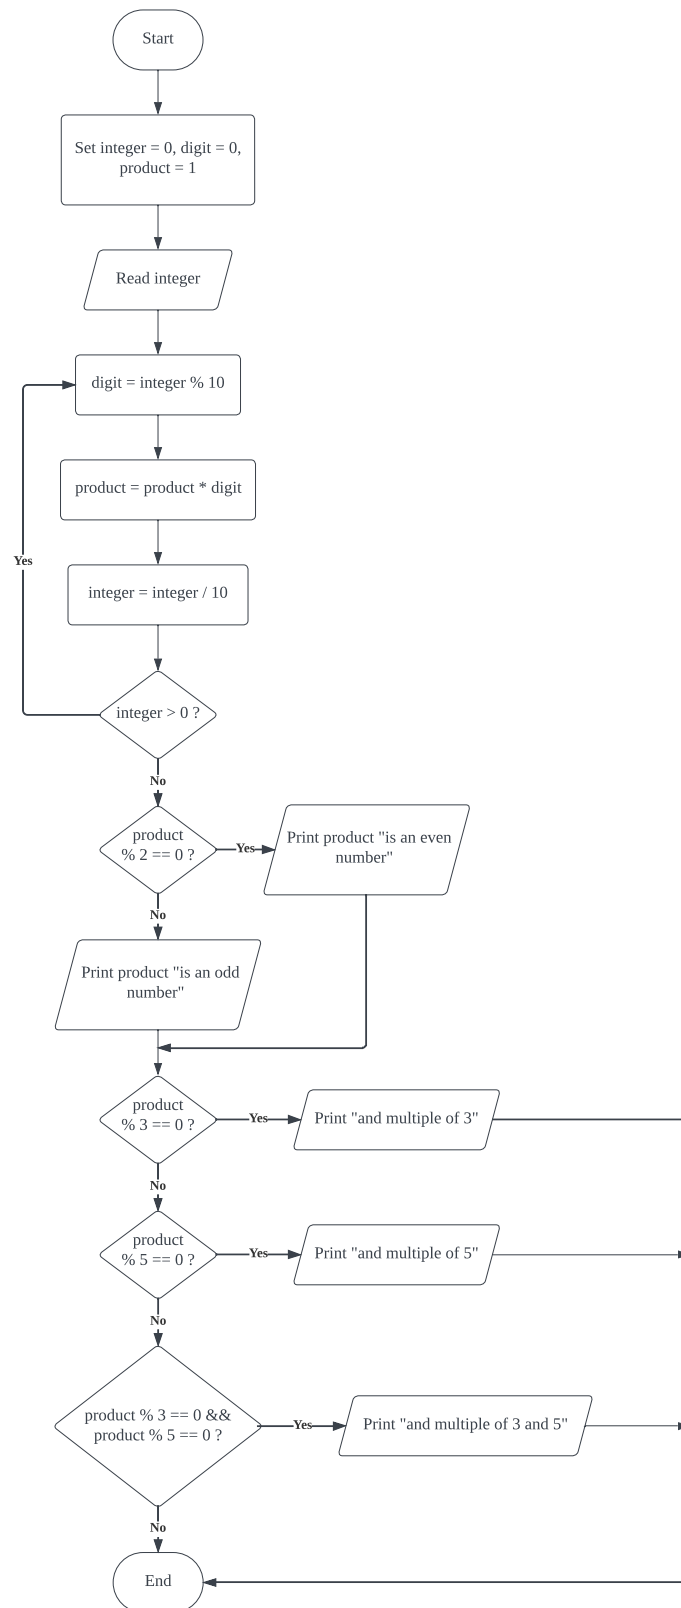 Start
Set integer = 0, digit = 0,
product = 1
Read integer
digit = integer % 10
product = product * digit
Yes
integer = integer / 10
integer > 0 ?
No
product
% 2 == 0 ?
Yes
Print product "is an even
number"
No
Print product "is an odd
number"
product
% 3 == 0 ?
Yes
Print "and multiple of 3"
No
product
% 5 == 0 ?
Yes
Print "and multiple of 5"
No
product % 3 == 0 &&
product % 5 == 0 ?
Yes
Print "and multiple of 3 and 5"
No
End